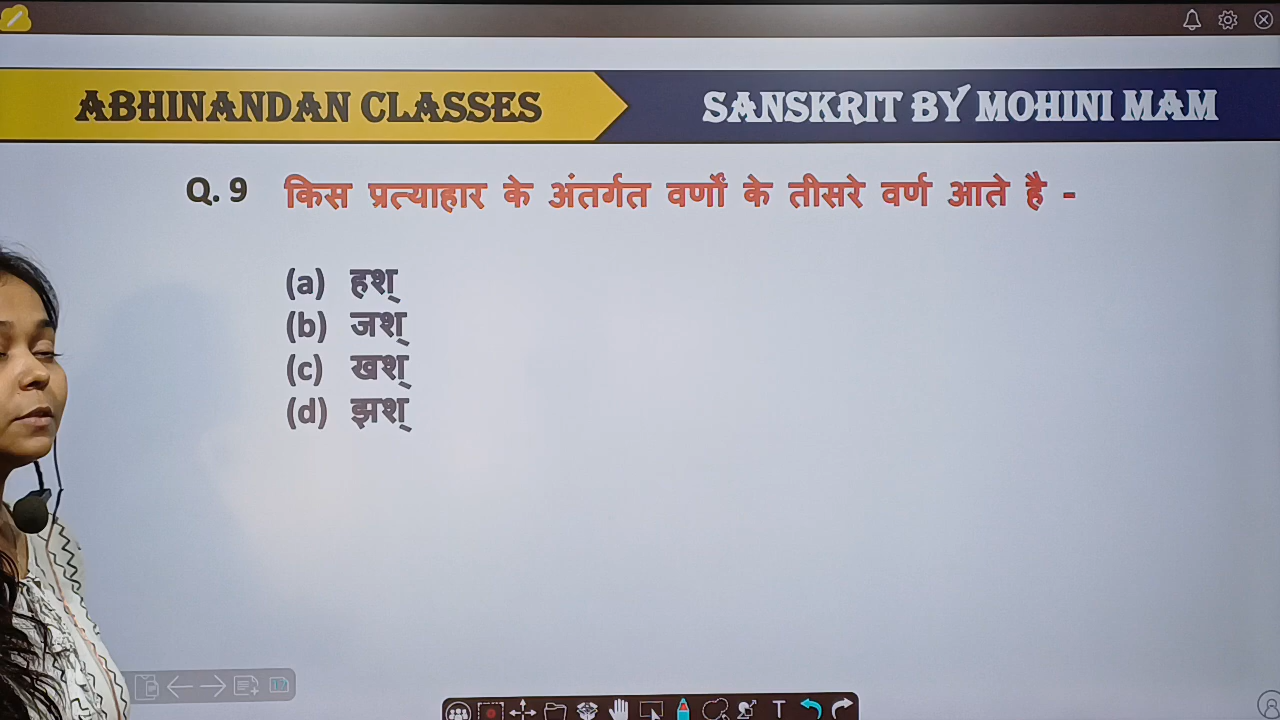 ABHINANDAN CLASSES
SANSKRIT BY MOHINI MAM
Q. 9 किस प्रत्याहार के अंतर्गत वर्णों के तीसरे वर्ण आते है -
(a) हश्
(b) जश्
(c) खश्
(d) झश्
T